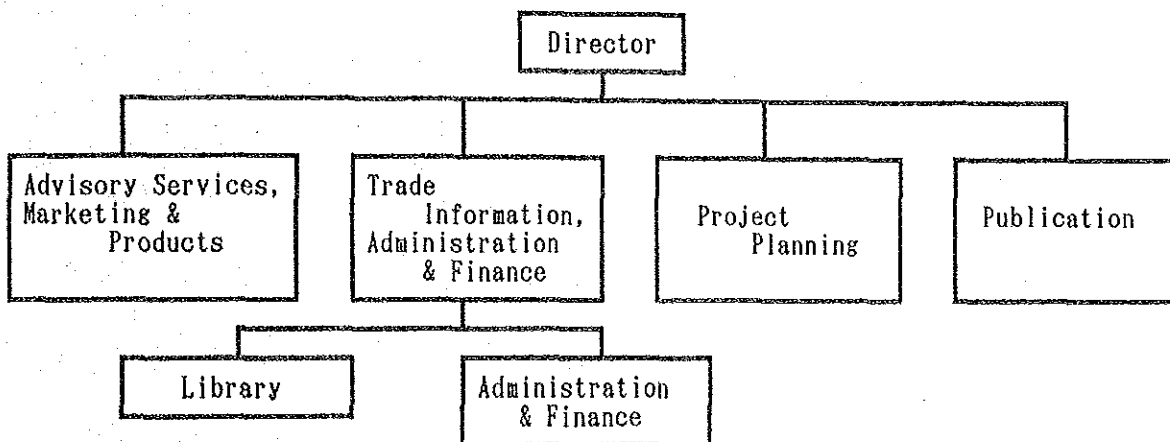 Director
Advisory Services,
Marketing &
Products
Trade
Information,
Administration
& Finance
Project
Planning
Publication
Library
Administration
& Finance